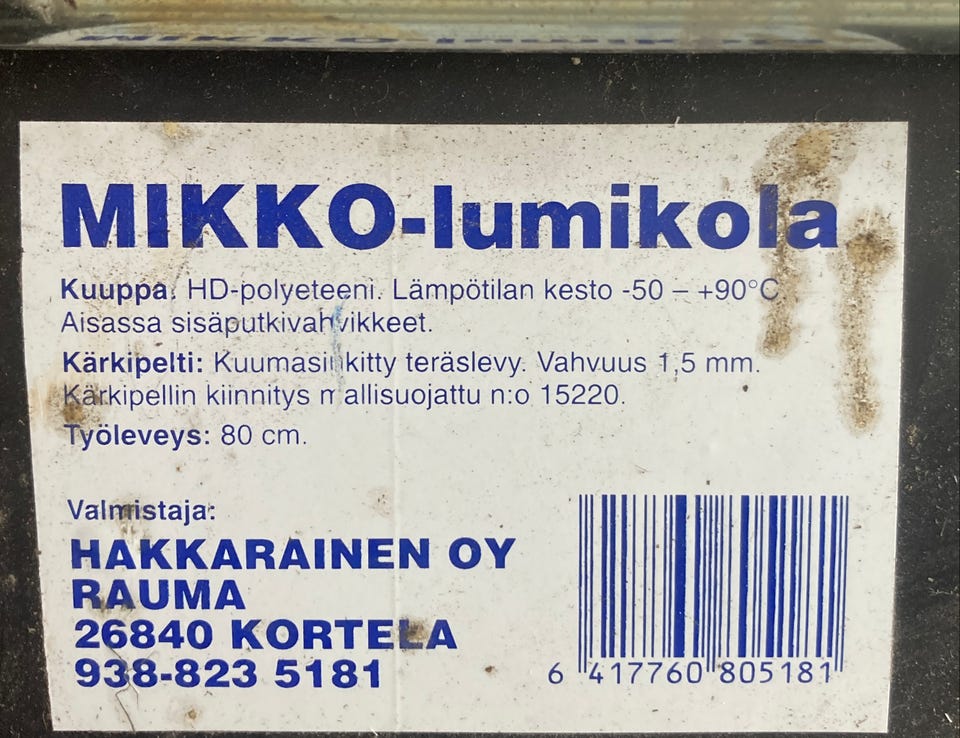 MIKKO-lumikola
Kuuppa: HD-polyeteeni. Lämpötilan kesto -50 – +90°C
Aisassa sisäputkivahvikkeet.
Kärkipelti: Kuumasinkitty teräslevy. Vahvuus 1,5 mm.
Kärkipellin kiinnitys mallisuojattu n:o 15220.
Työleveys: 80 cm.
Valmistaja:
HAKKARAINEN OY
RAUMA
26840 KORTELA
938-823 5181
6 417760 805181